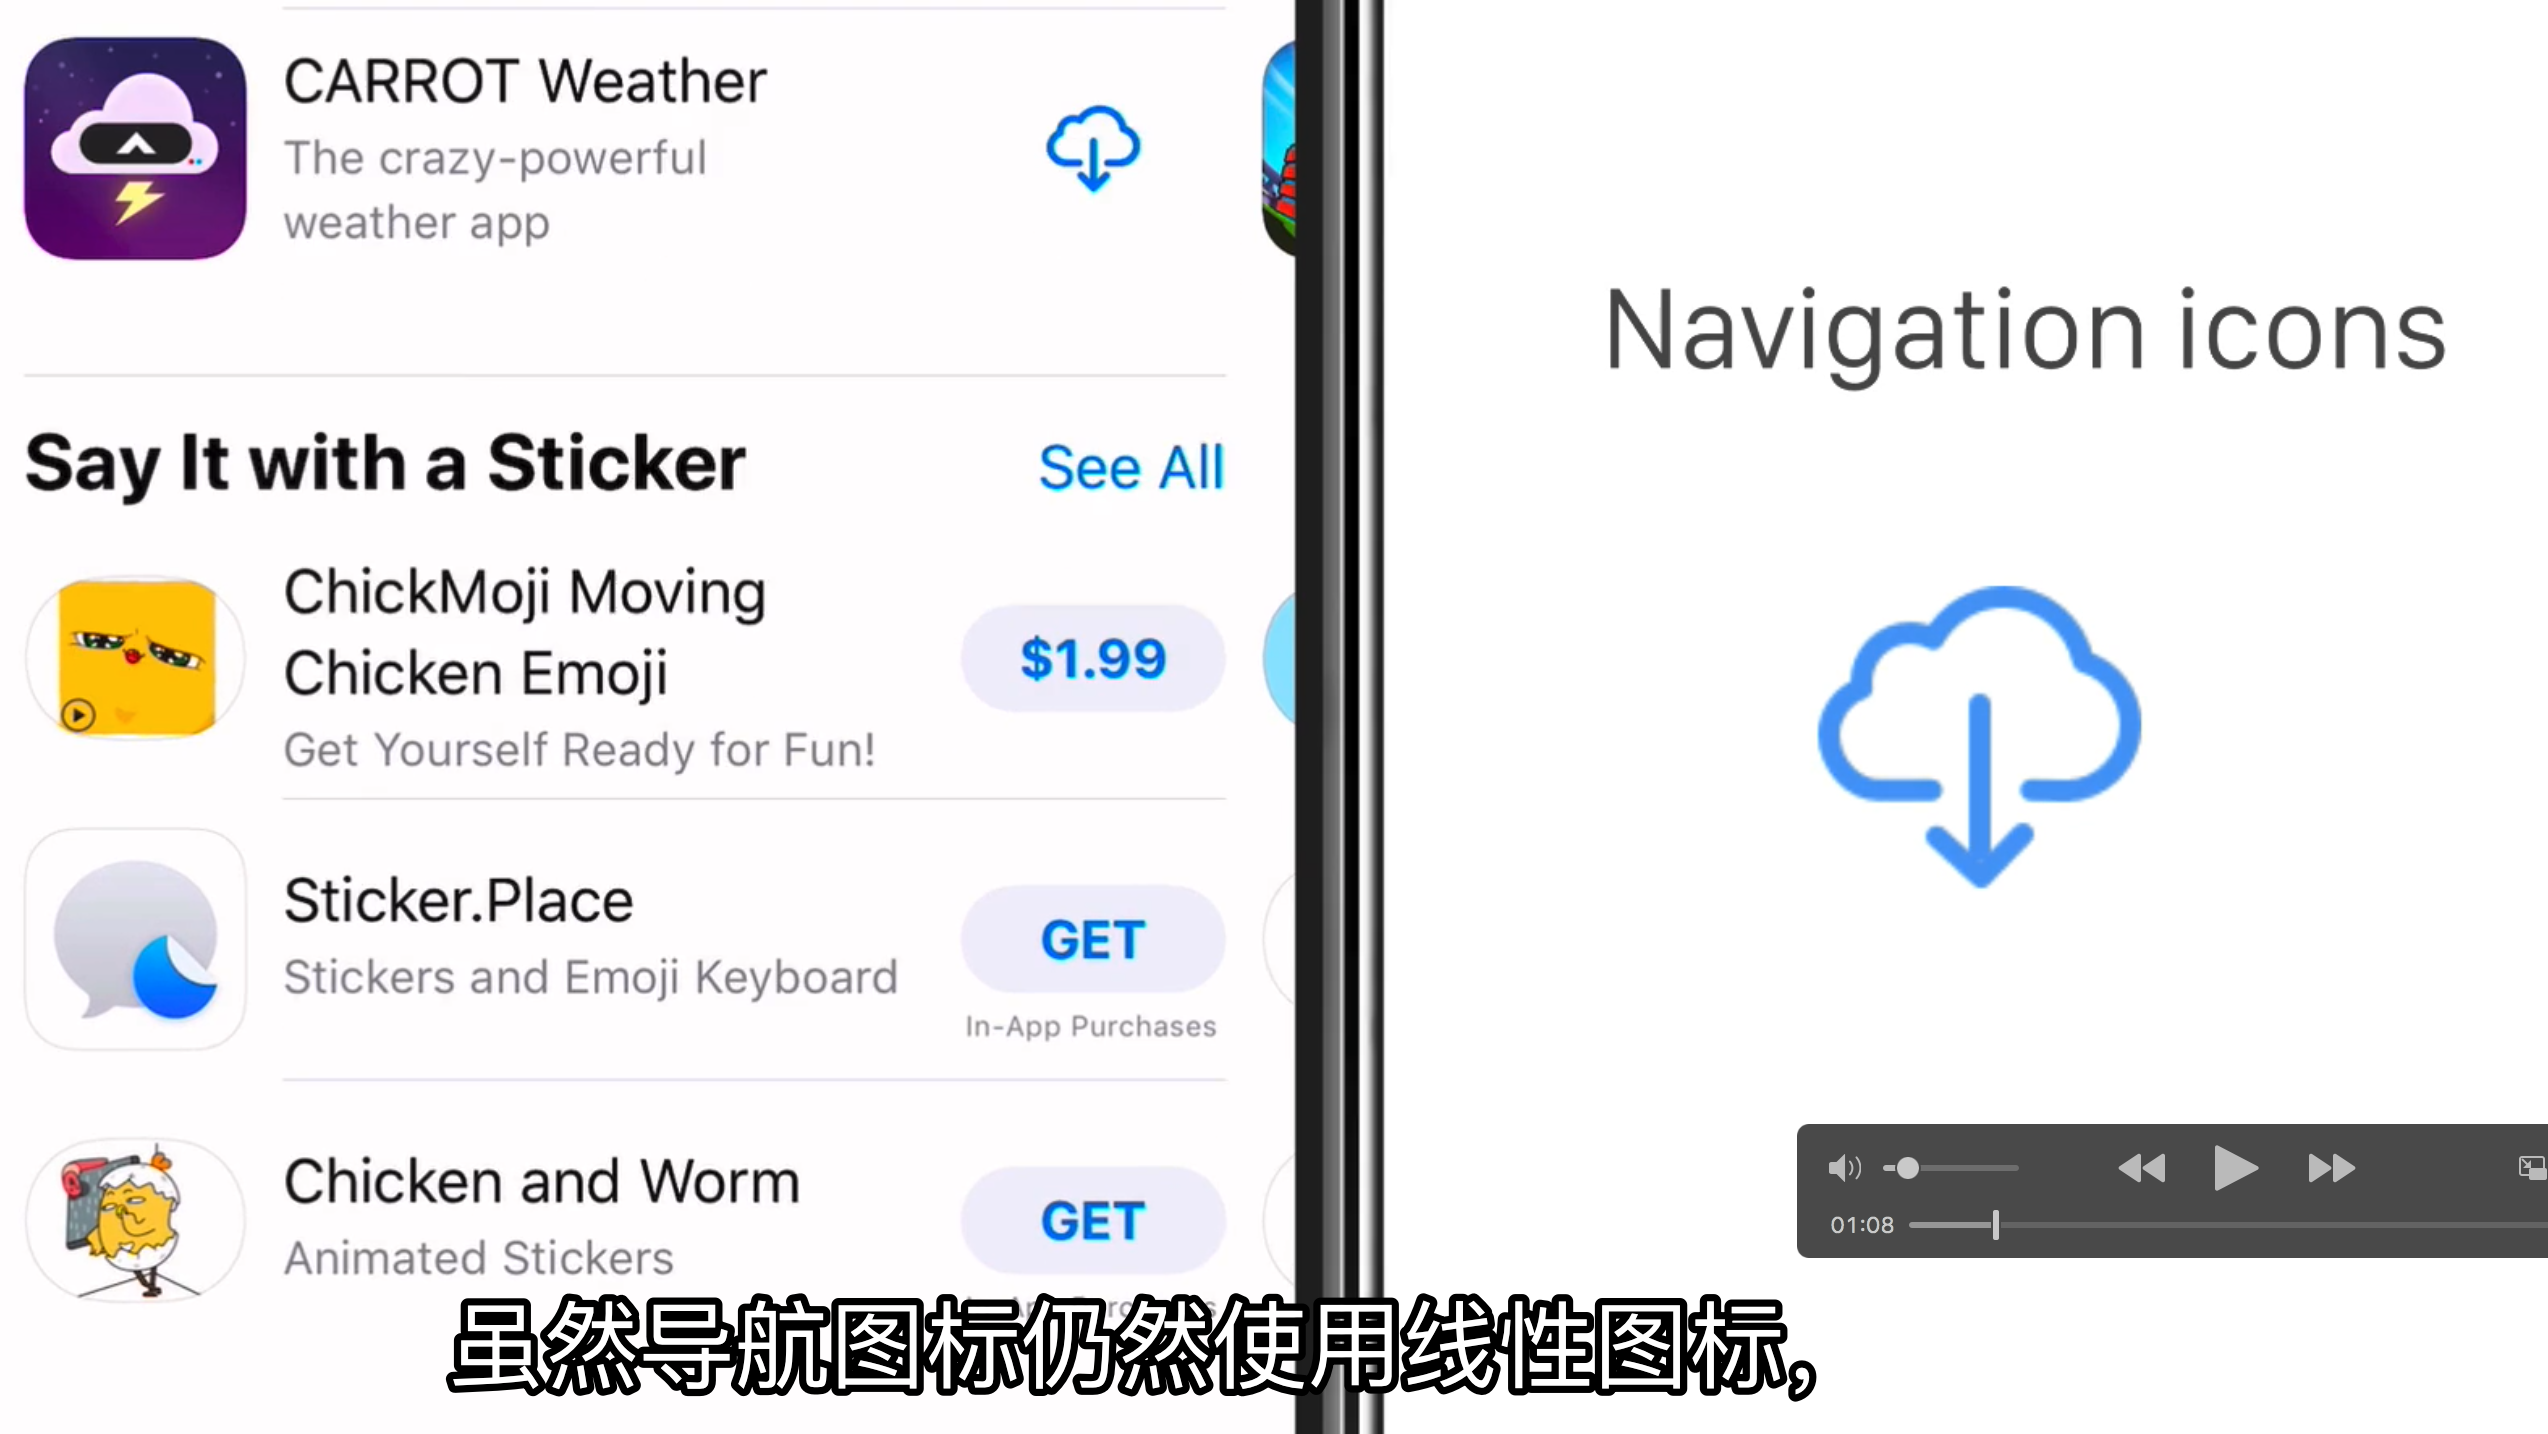 CARROT Weather
The crazy-powerful
weather app
Say It with a Sticker
See All
ChickMoji Moving
Chicken Emoji
Get Yourself Ready for Fun!
$1.99
Sticker.Place
Stickers and Emoji Keyboard
GET
In-App Purchases
Chicken and Worm
Animated Stickers
GET
Navigation icons
01:08
虽然导航图标仍然使用线性图标,